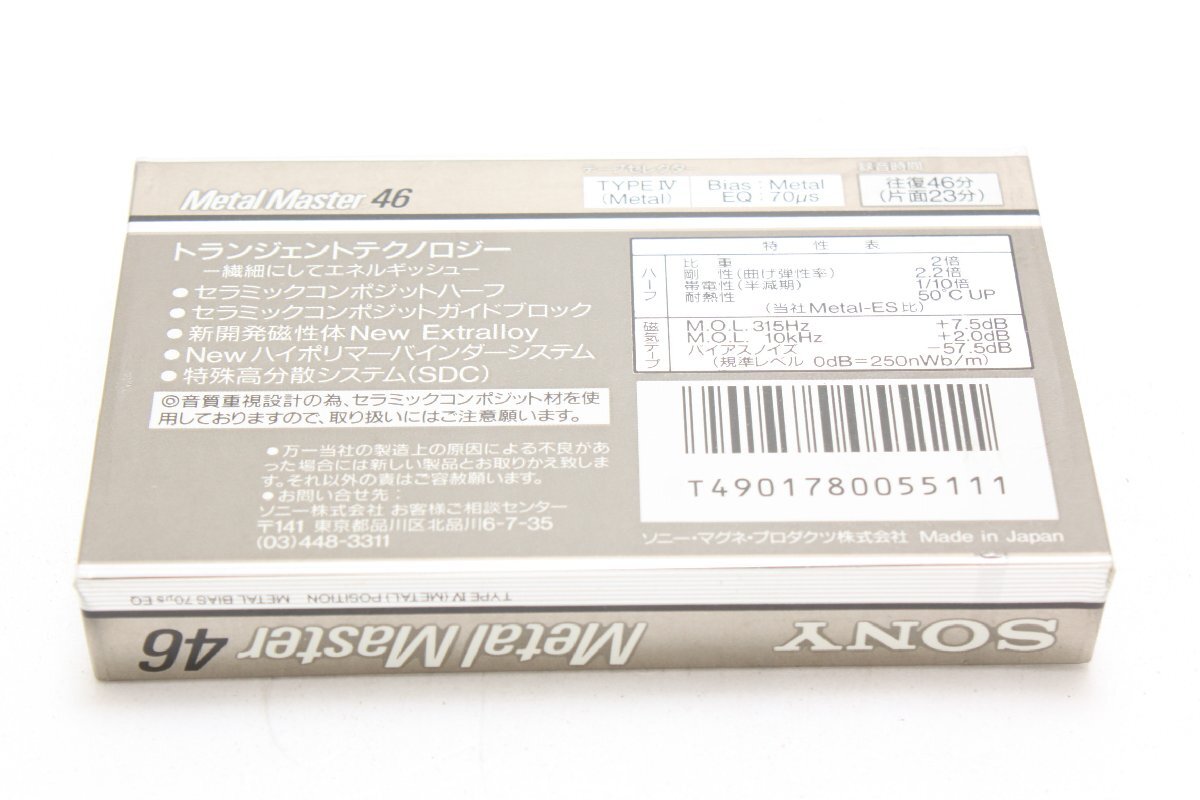 Metal Master 46
テープセレクター
TYPE Ⅳ (Metal)
Bias : Metal
EQ : 70μs
録音時間
往復46分
(片面23分)
トランジェントテクノロジー
―繊細にしてエネルギッシュ―
●セラミックコンポジットハーフ
●セラミックコンポジットガイドブロック
●新開発磁性体New Extralloy
●Newハイポリマーバインダーシステム
●特殊高分散システム(SDC)
◎音質重視設計の為、セラミックコンポジット材を使
用しておりますので、取り扱いにはご注意願います。
●万一当社の製造上の原因による不良があ
った場合には新しい製品とお取りかえ致しま
す。それ以外の責はご容赦願います。
●お問い合せ先：
ソニー株式会社 お客様ご相談センター
〒141 東京都品川区北品川6-7-35
(03)448-3311
特性表
ハーフ
比重 2倍
剛性(曲げ弾性率) 2.2倍
帯電性(半減期) 1/10倍
耐熱性 50℃ UP
(当社Metal-ES比)
磁気テープ
M.O.L. 315Hz +7.5dB
M.O.L. 10kHz +2.0dB
バイアスノイズ -57.5dB
(規準レベル 0dB=250nWb/m)
T4901780055111
ソニー・マグネ・プロダクツ株式会社 Made in Japan
TYPE Ⅳ (METAL) POSITION METAL BIAS 70μs EQ
SONY Metal Master 46